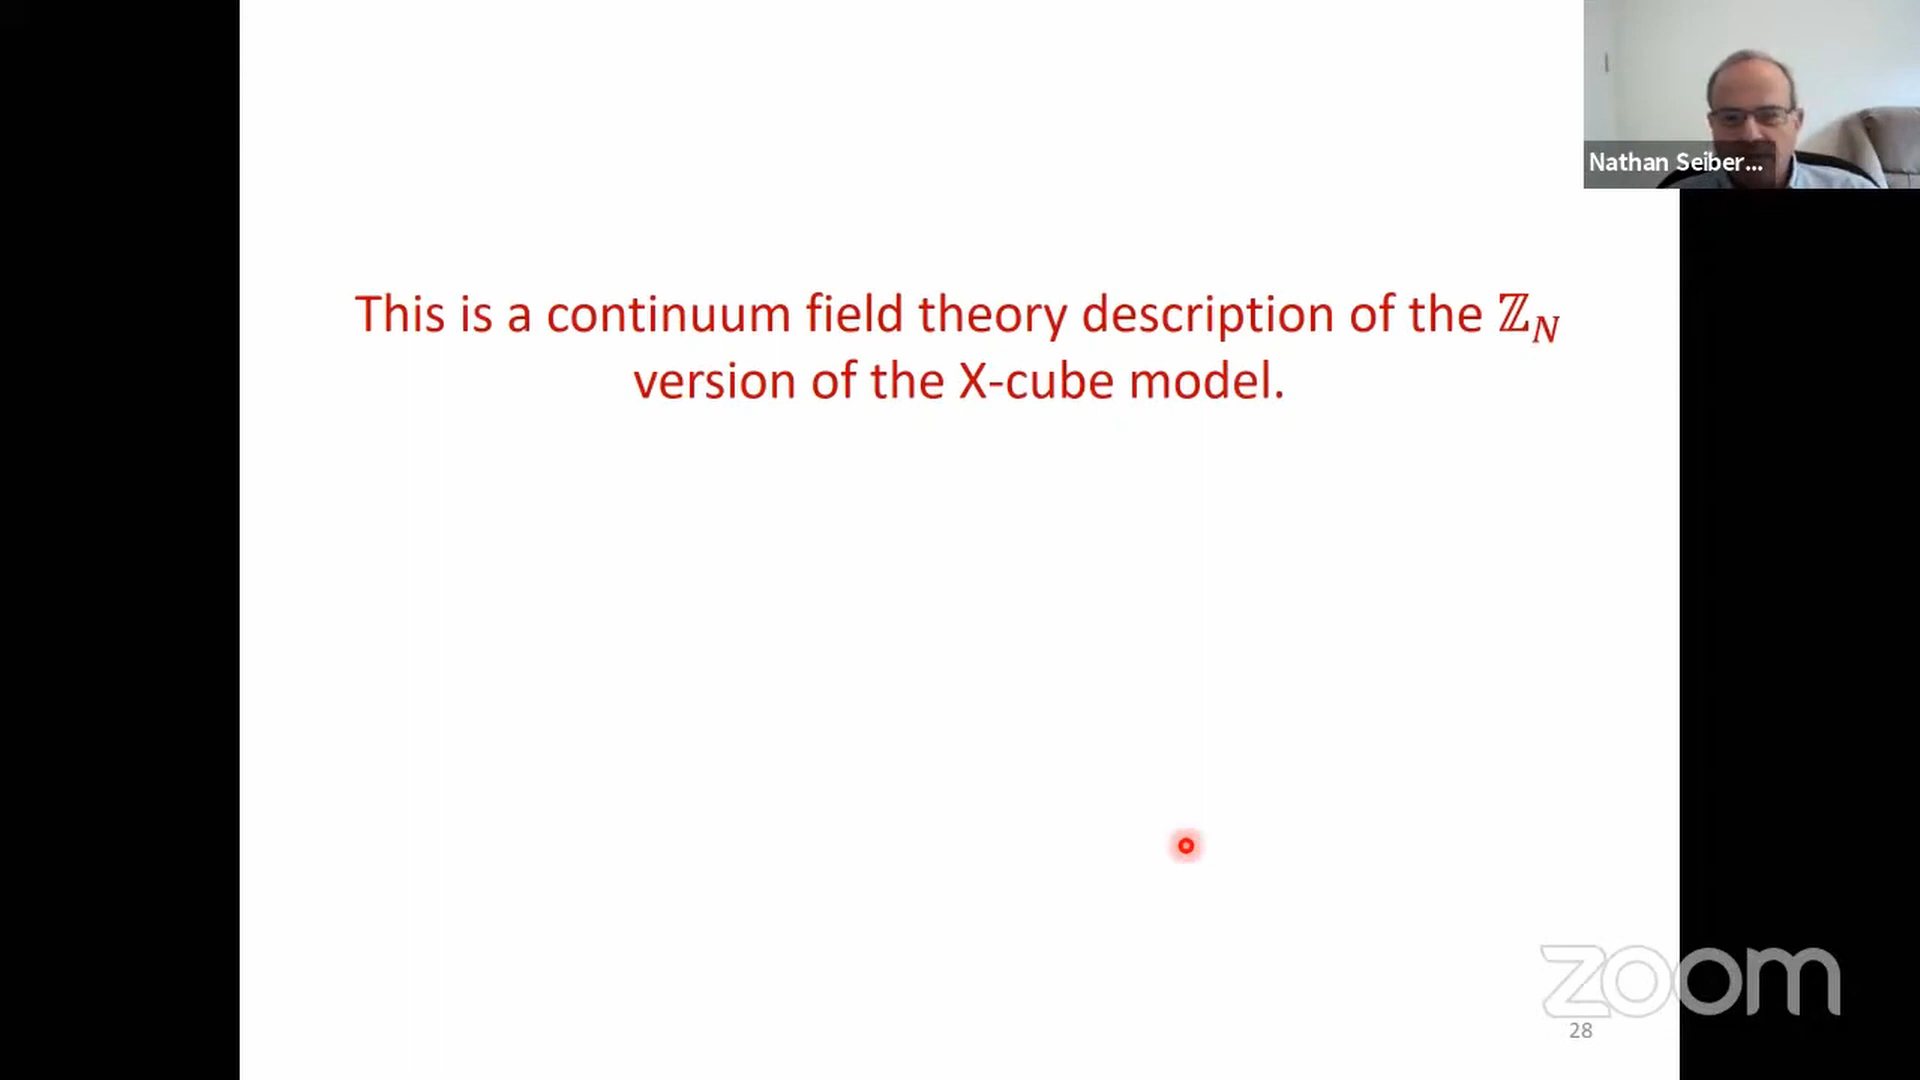 Nathan Seiber...
This is a continuum field theory description of the ℤ_N
version of the X-cube model.
zoom
28